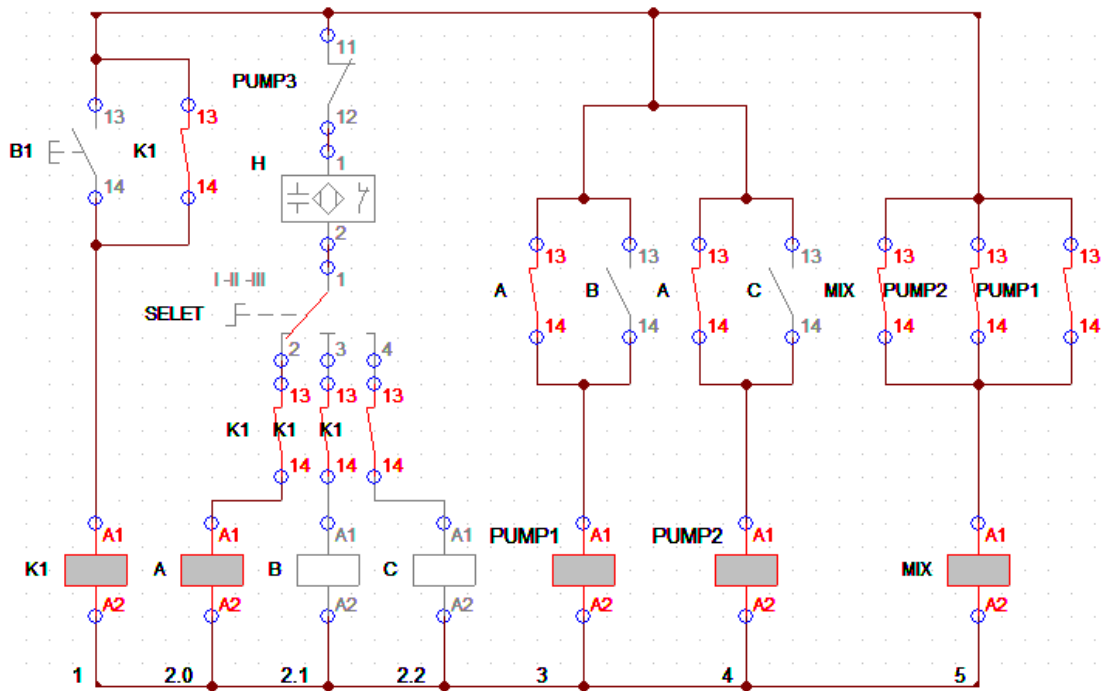 11
PUMP3
12
13
13
B1
K1
14
14
1
H
2
I -II -III
1
SELET
2
3
4
13
13
13
K1
K1
K1
14
14
14
13
13
13
13
13
13
13
A
B
A
C
MIX
PUMP2
PUMP1
14
14
14
14
14
14
14
A1
A1
A1
A1
PUMP1
A1
PUMP2
A1
A1
K1
A
B
C
MIX
A2
A2
A2
A2
A2
A2
A2
1
2.0
2.1
2.2
3
4
5